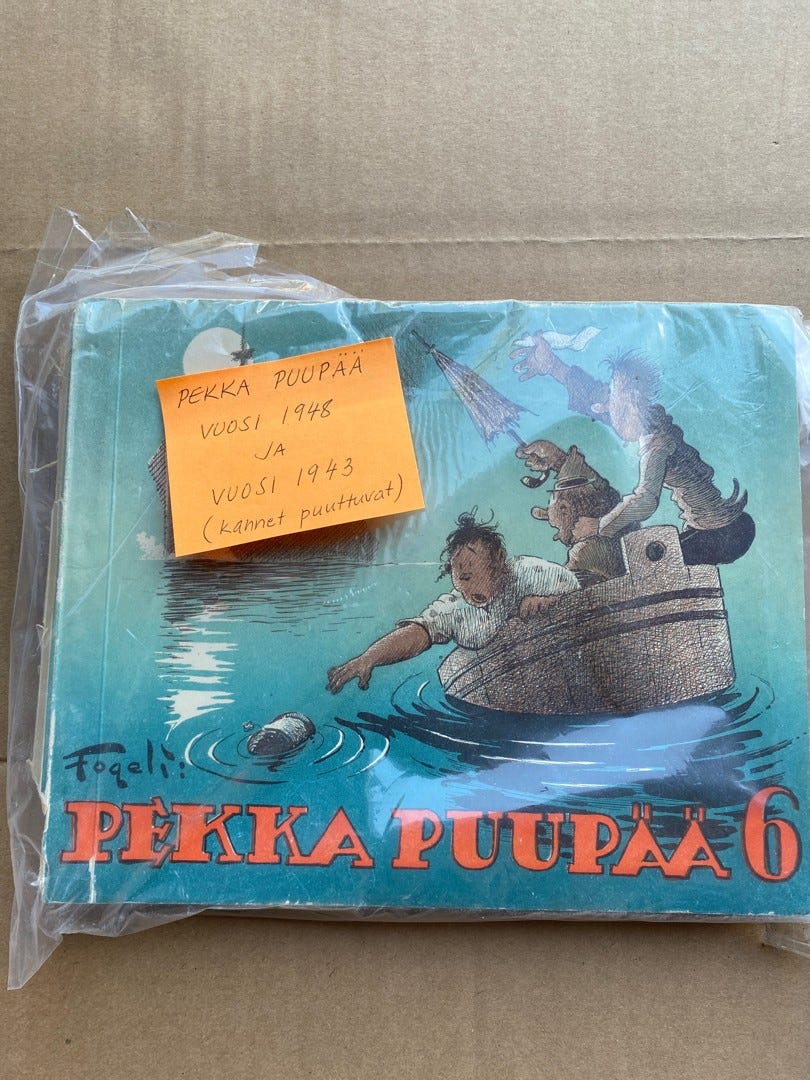 PEKKA PUUPÄÄ
VUOSI 1948
JA
VUOSI 1943
(kannet puuttuvat)
Fogeli:
PEKKA PUUPÄÄ 6